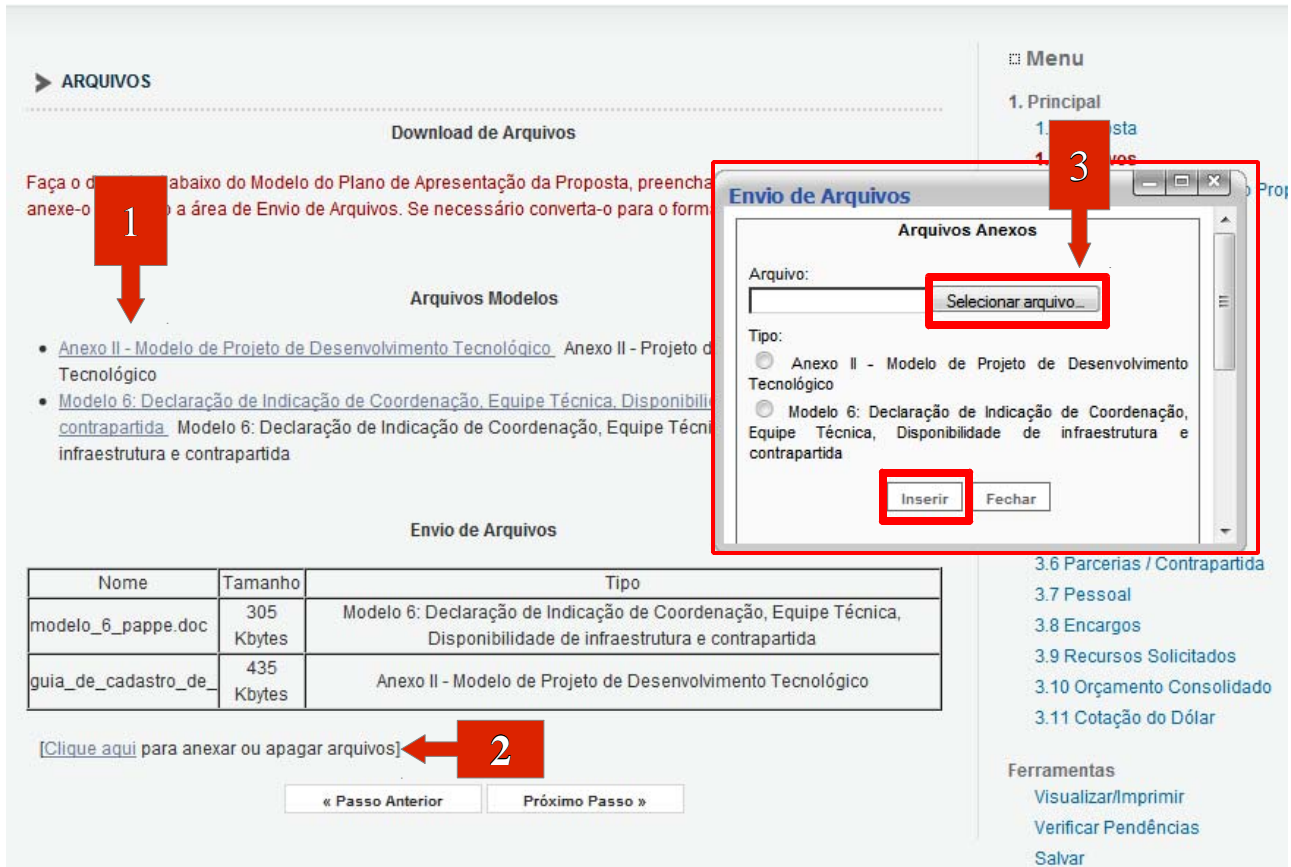 ARQUIVOS
Download de Arquivos
Faça o d abaixo do Modelo do Plano de Apresentação da Proposta, preencha
anexe-o a área de Envio de Arquivos. Se necessário converta-o para o form
1
Arquivos Modelos
Anexo II - Modelo de Projeto de Desenvolvimento Tecnológico Anexo II - Projeto d
Tecnológico
Modelo 6: Declaração de Indicação de Coordenação, Equipe Técnica, Disponibili
contrapartida Modelo 6: Declaração de Indicação de Coordenação, Equipe Técni
infraestrutura e contrapartida
Envio de Arquivos
Nome Tamanho Tipo
modelo_6_pappe.doc 305 Kbytes Modelo 6: Declaração de Indicação de Coordenação, Equipe Técnica,
Disponibilidade de infraestrutura e contrapartida
guia_de_cadastro_de_ 435 Kbytes Anexo II - Modelo de Projeto de Desenvolvimento Tecnológico
[Clique aqui para anexar ou apagar arquivos]
2
« Passo Anterior Próximo Passo »
Menu
1. Principal
1. sta
1. vos
Prop
3
Envio de Arquivos
Arquivos Anexos
Arquivo:
Selecionar arquivo...
Tipo:
Anexo II - Modelo de Projeto de Desenvolvimento
Tecnológico
Modelo 6: Declaração de Indicação de Coordenação,
Equipe Técnica, Disponibilidade de infraestrutura e
contrapartida
Inserir Fechar
3.6 Parcerias / Contrapartida
3.7 Pessoal
3.8 Encargos
3.9 Recursos Solicitados
3.10 Orçamento Consolidado
3.11 Cotação do Dólar
Ferramentas
Visualizar/Imprimir
Verificar Pendências
Salvar